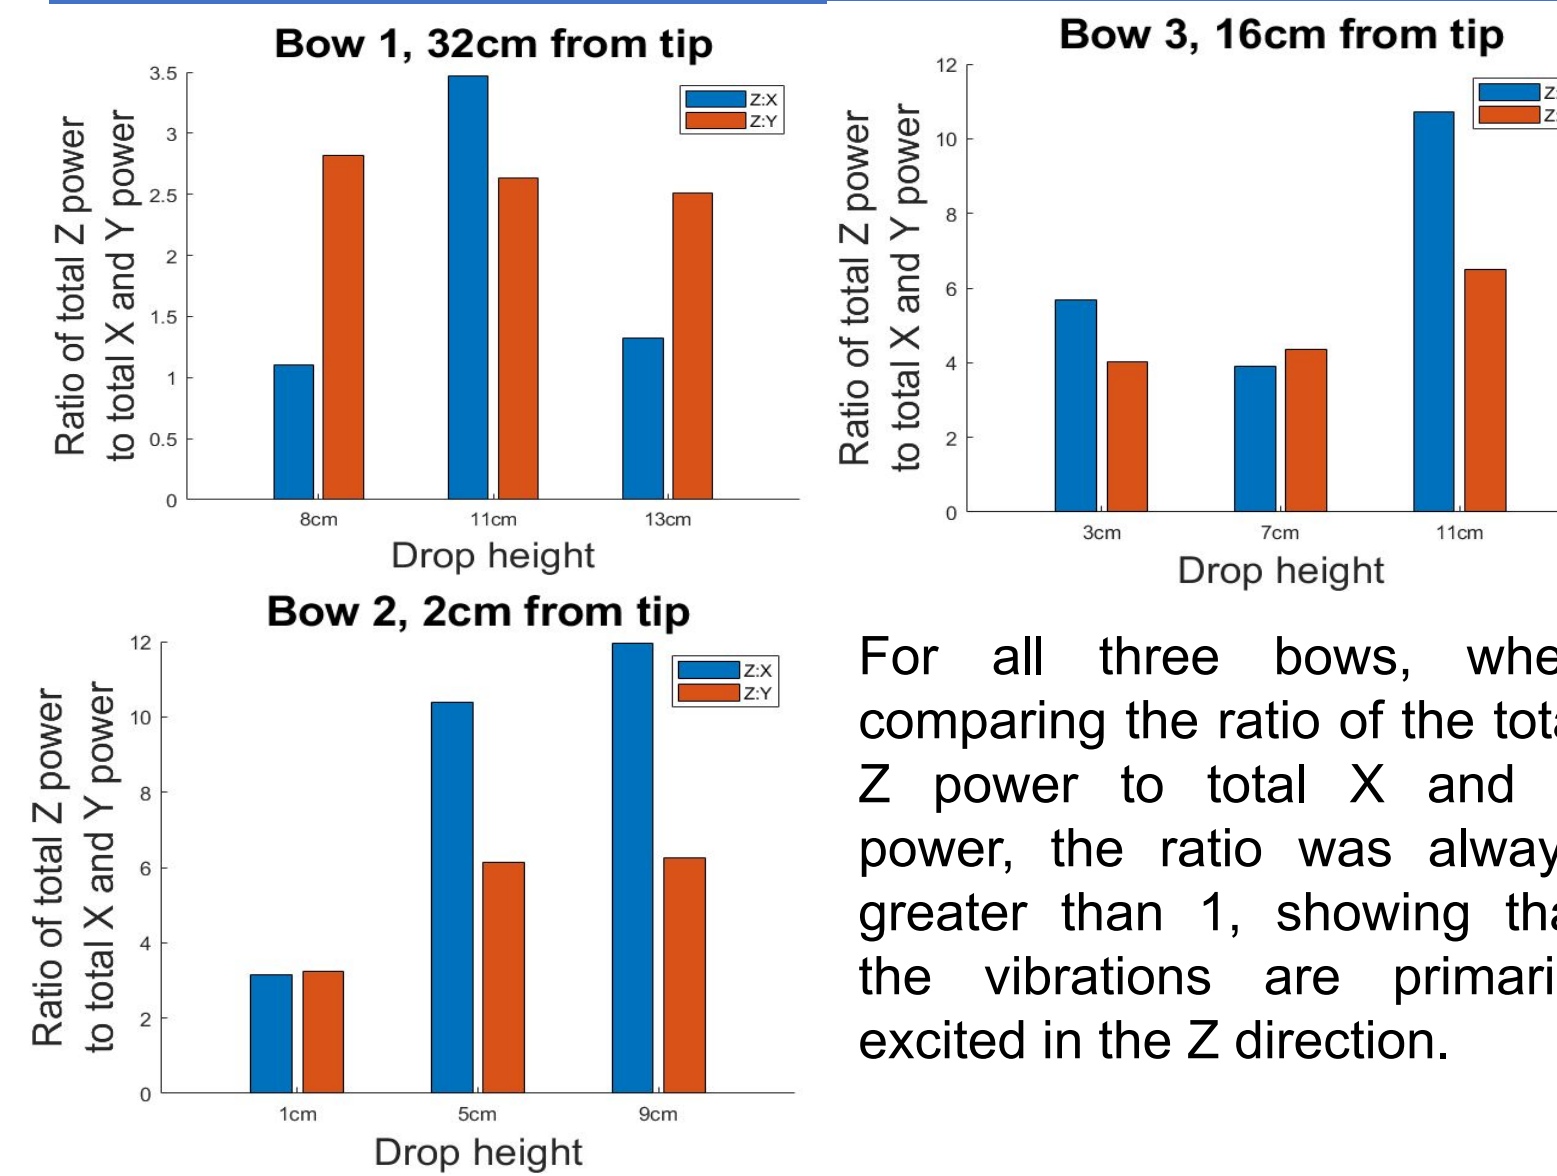 Bow 1, 32cm from tip
Ratio of total Z power
to total X and Y power
3.5
3
2.5
2
1.5
1
0.5
0
Z:X
Z:Y
8cm 11cm 13cm
Drop height
Bow 3, 16cm from tip
Ratio of total Z power
to total X and Y power
12
10
8
6
4
2
0
3cm 7cm 11cm
Drop height
Bow 2, 2cm from tip
Ratio of total Z power
to total X and Y power
12
10
8
6
4
2
0
Z:X
Z:Y
1cm 5cm 9cm
Drop height
For all three bows,
comparing the ratio of the
Z power to total X and
power, the ratio was
greater than 1, showing
the vibrations are
excited in the Z direction.